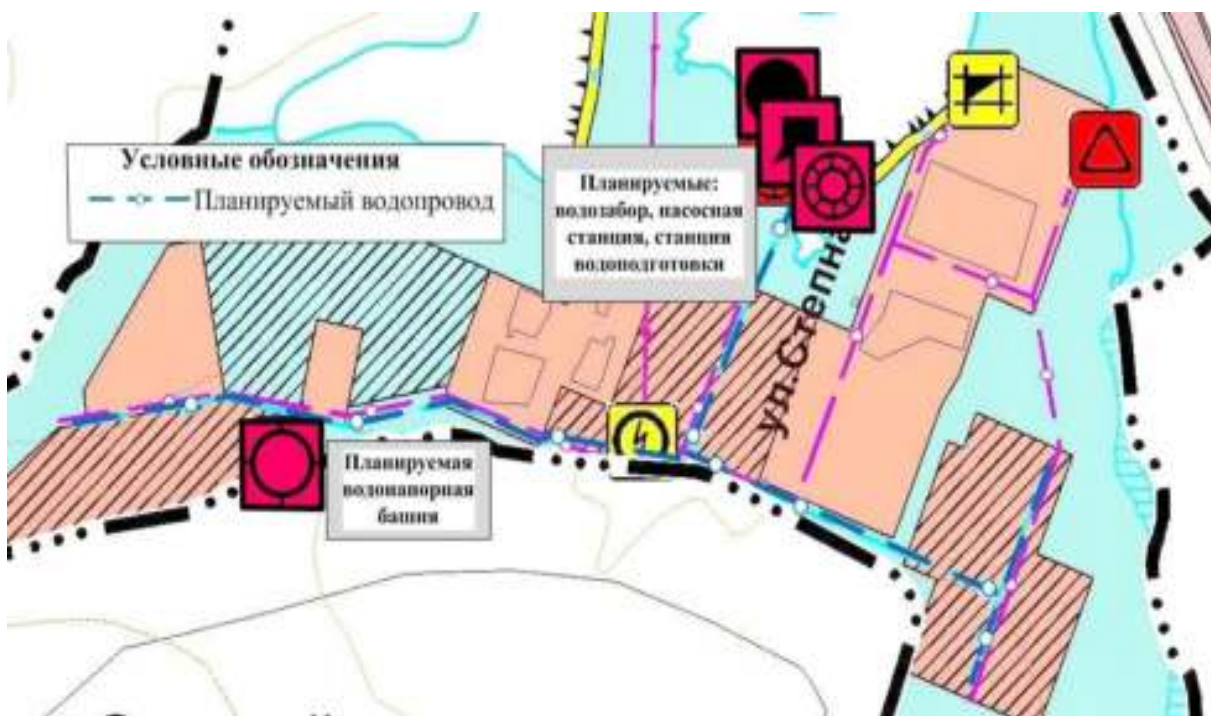 Условные обозначения
Планируемый водопровод
Планируемые:
водозабор, насосная
станция, станция
водоподготовки
ул.Степна
Планируемая
водонапорная
башня